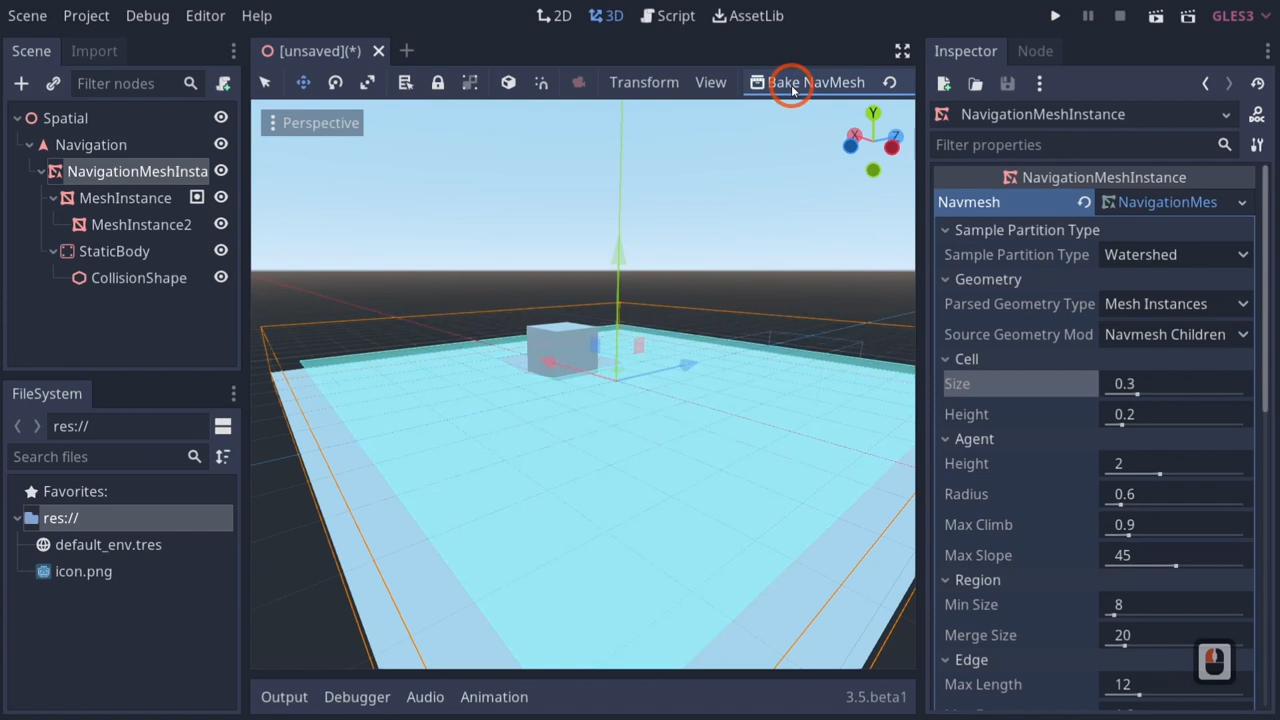 Scene Project Debug Editor Help 2D 3D Script AssetLib GLES3
Scene Import [unsaved](*) Inspector Node
Filter nodes Transform View Bake NavMesh
Spatial
Navigation
NavigationMeshInsta
MeshInstance
MeshInstance2
StaticBody
CollisionShape
FileSystem
res://
Search files
Favorites:
res://
default_env.tres
icon.png
Perspective
Y
X
Z
Output Debugger Audio Animation 3.5.beta1
NavigationMeshInstance
Filter properties
DOC
NavigationMeshInstance
Navmesh NavigationMes
Sample Partition Type
Sample Partition Type Watershed
Geometry
Parsed Geometry Type Mesh Instances
Source Geometry Mod Navmesh Children
Cell
Size 0.3
Height 0.2
Agent
Height 2
Radius 0.6
Max Climb 0.9
Max Slope 45
Region
Min Size 8
Merge Size 20
Edge
Max Length 12